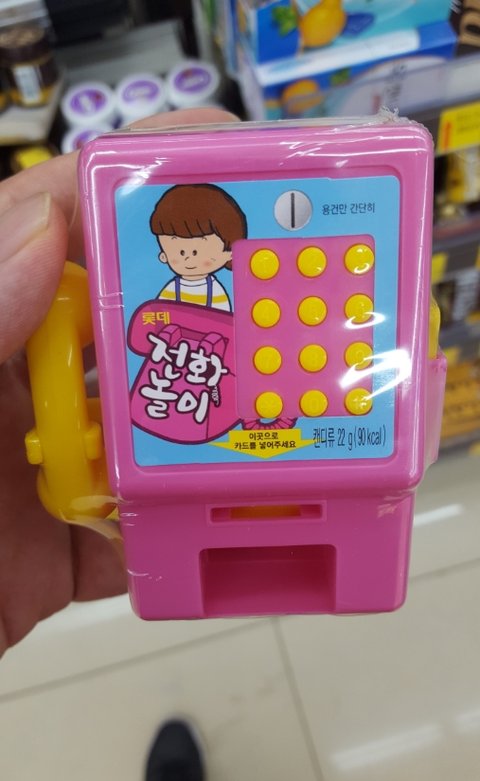 용건만 간단히
롯데
전화
놀이
이곳으로
카드를 넣어주세요
캔디류 22 g (90 kcal)